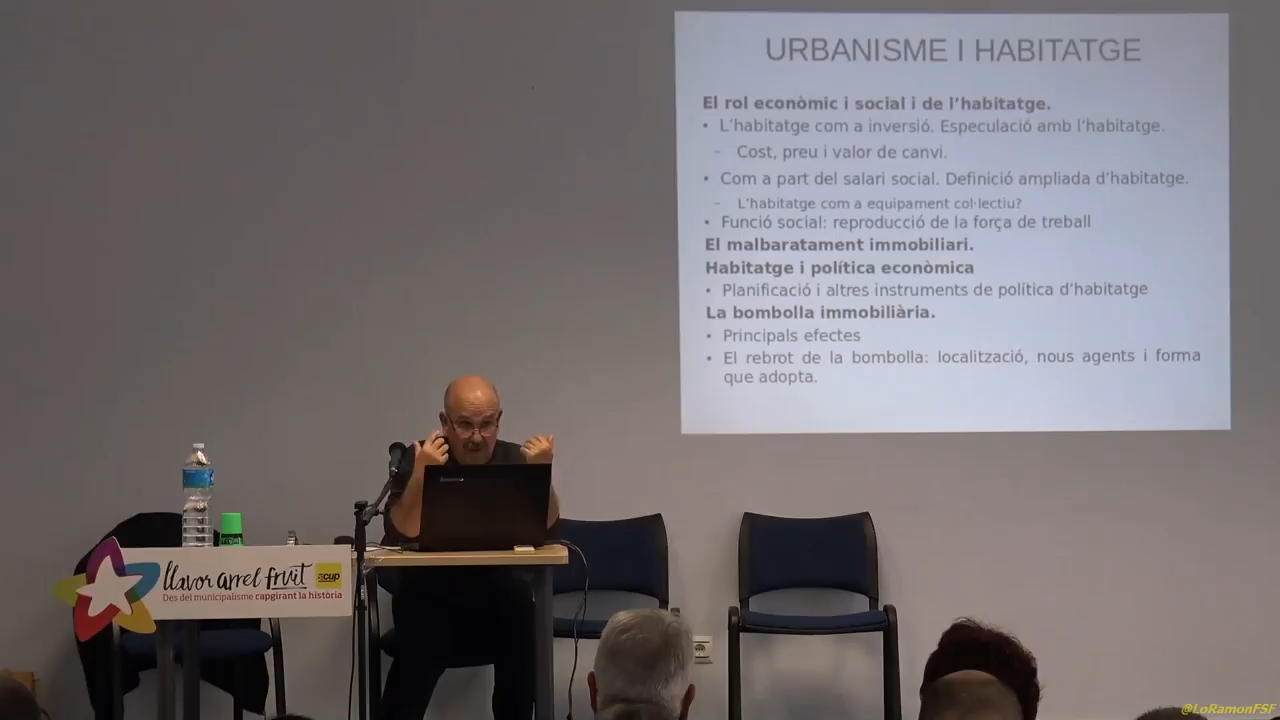 URBANISME I HABITATGE
El rol econòmic i social i de l'habitatge.
• L'habitatge com a inversió. Especulació amb l'habitatge.
– Cost, preu i valor de canvi.
• Com a part del salari social. Definició ampliada d'habitatge.
– L'habitatge com a equipament col·lectiu?
• Funció social: reproducció de la força de treball
El malbaratament immobiliari.
Habitatge i política econòmica
• Planificació i altres instruments de política d'habitatge
La bombolla immobiliària.
• Principals efectes
• El rebrot de la bombolla: localització, nous agents i forma
que adopta.
llavor arrel fruit
cup
Des del municipalisme capgirant la història
@LoRamonFSF